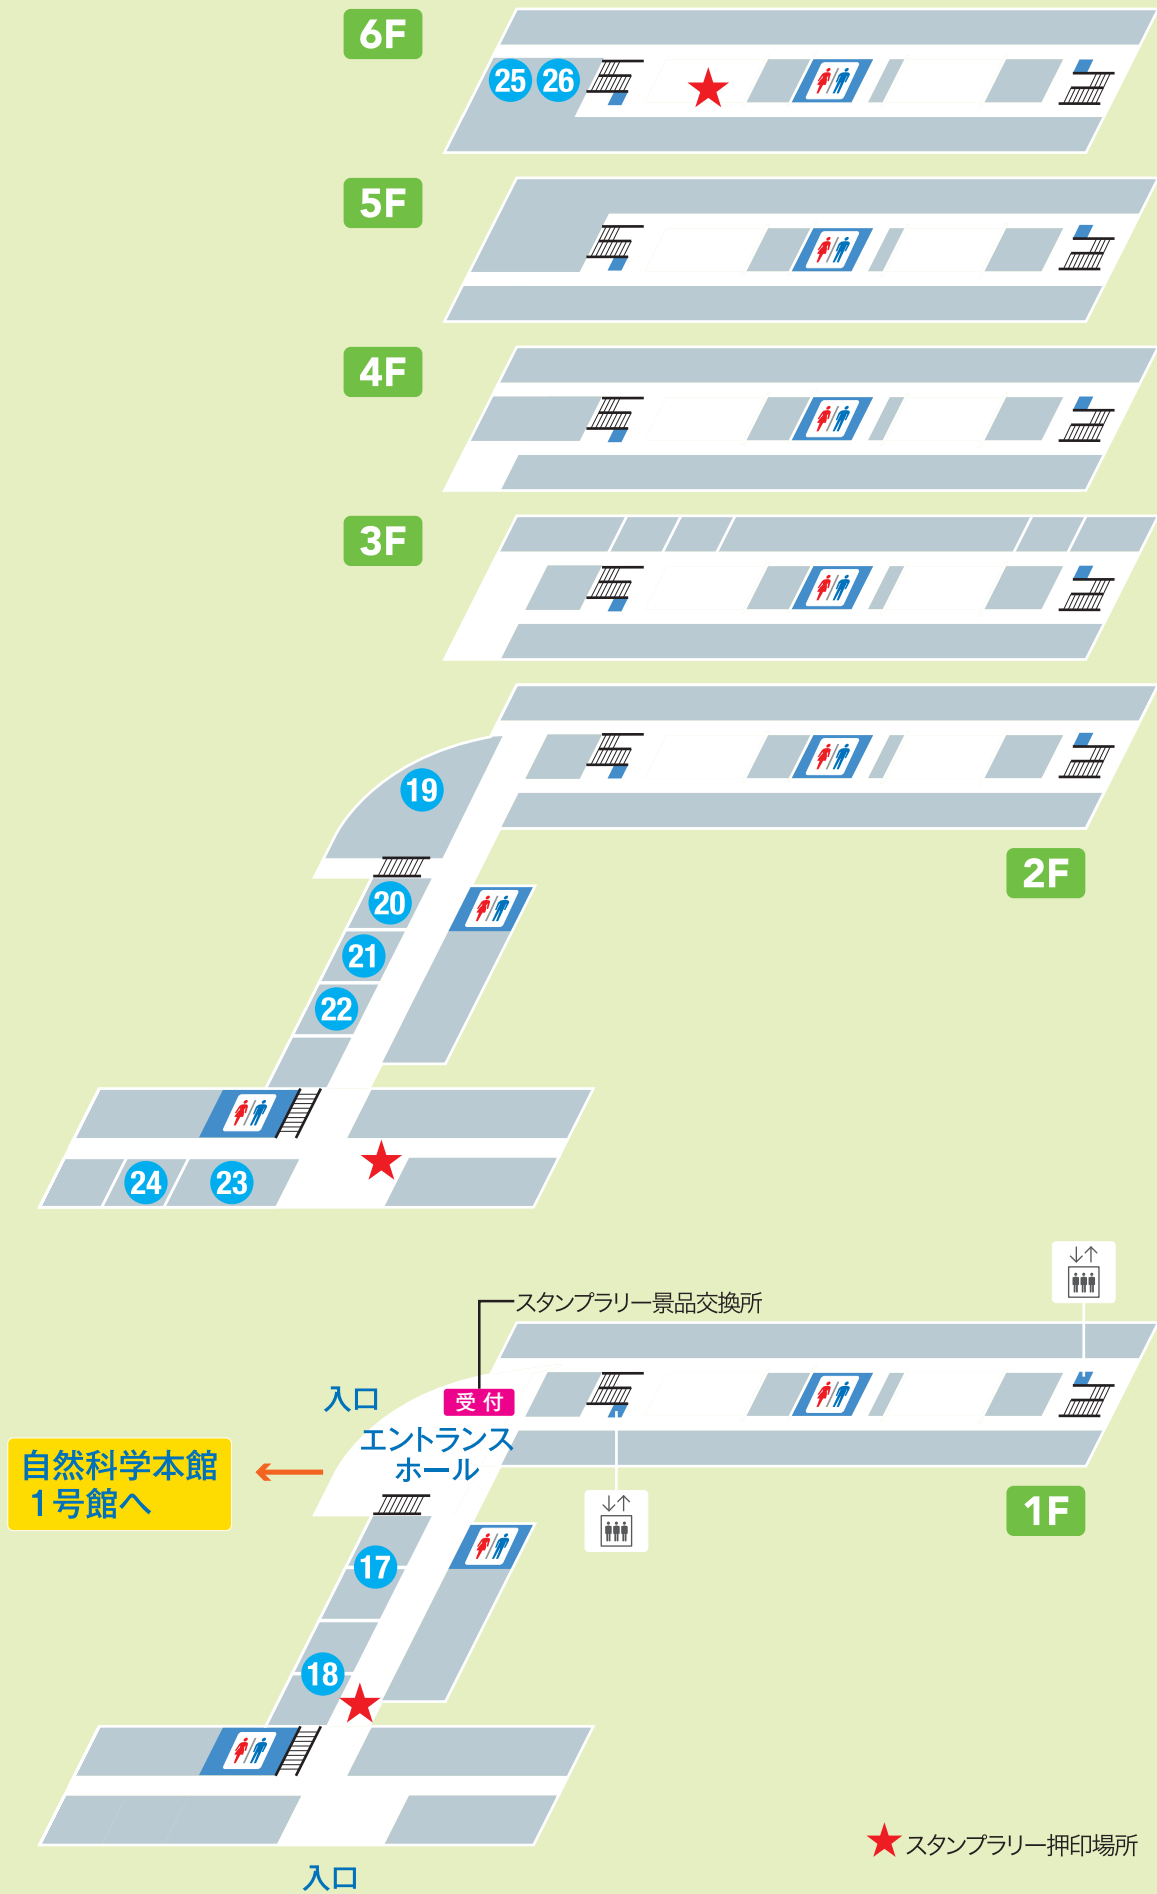 6F
25 26
5F
4F
3F
19
2F
20
21
22
24 23
スタンプラリー景品交換所
入口
受付
エントランス
ホール
自然科学本館
1号館へ
1F
17
18
スタンプラリー押印場所
入口